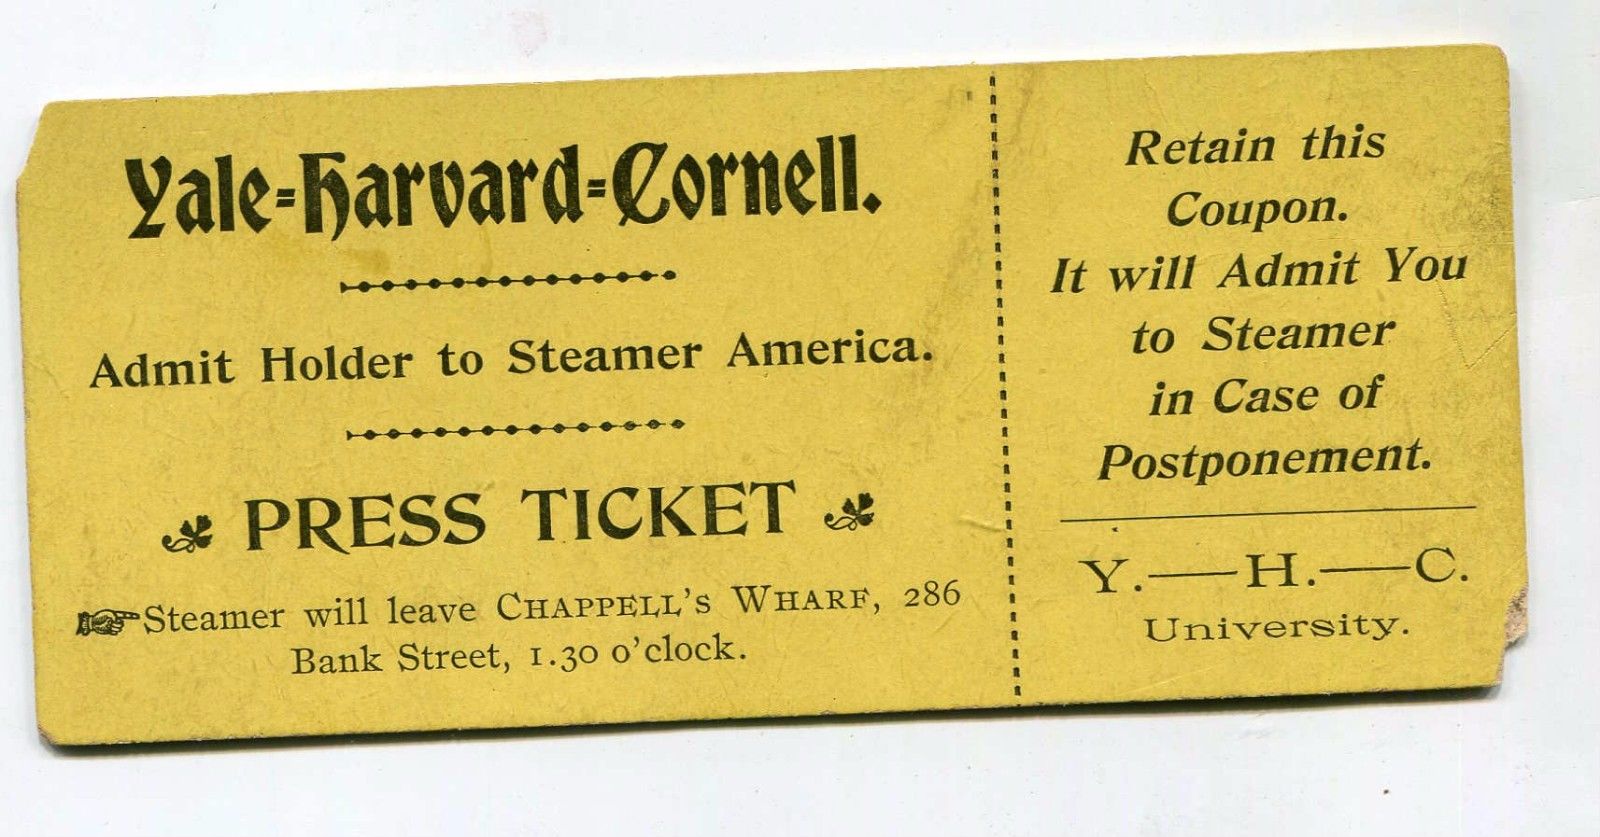 Yale=Harvard=Cornell.
Admit Holder to Steamer America.
PRESS TICKET
Steamer will leave CHAPPELL'S WHARF, 286
Bank Street, 1.30 o'clock.
Retain this
Coupon.
It will Admit You
to Steamer
in Case of
Postponement.
Y.—H.—C.
University.